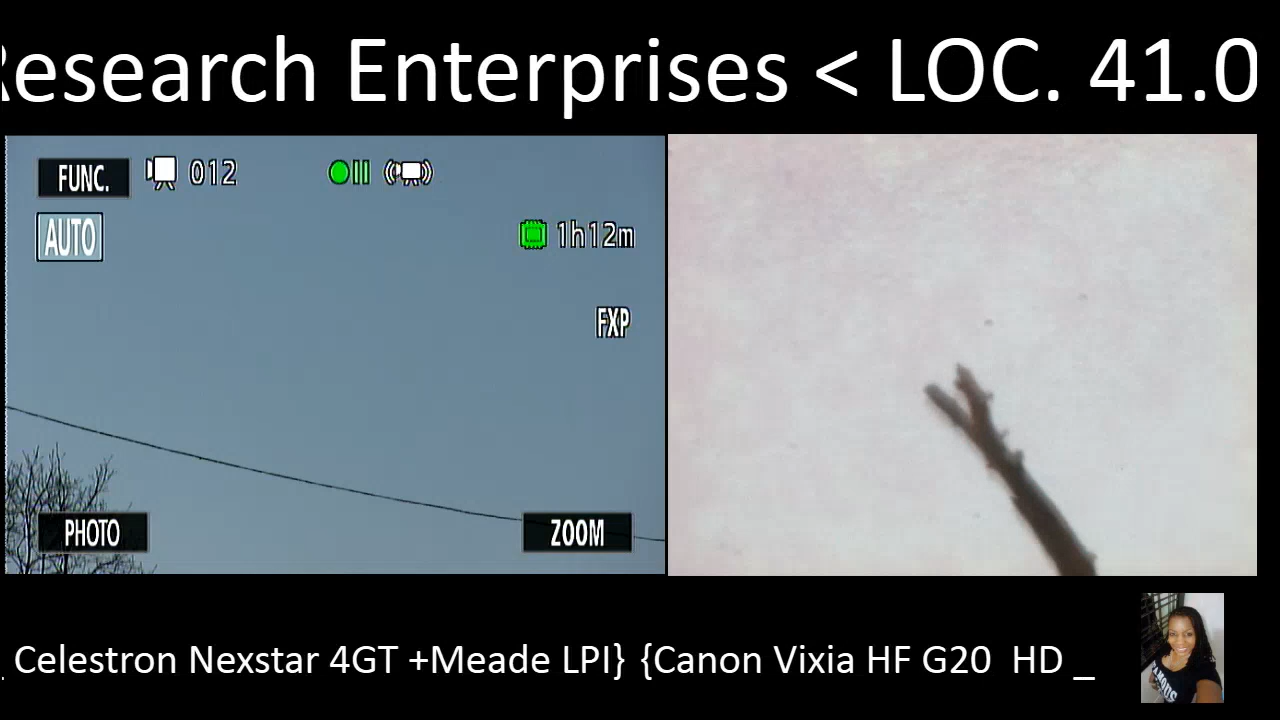 Research Enterprises < LOC. 41.0
FUNC.
012
AUTO
1h12m
FXP
PHOTO
ZOOM
_ Celestron Nexstar 4GT +Meade LPI} {Canon Vixia HF G20 HD _